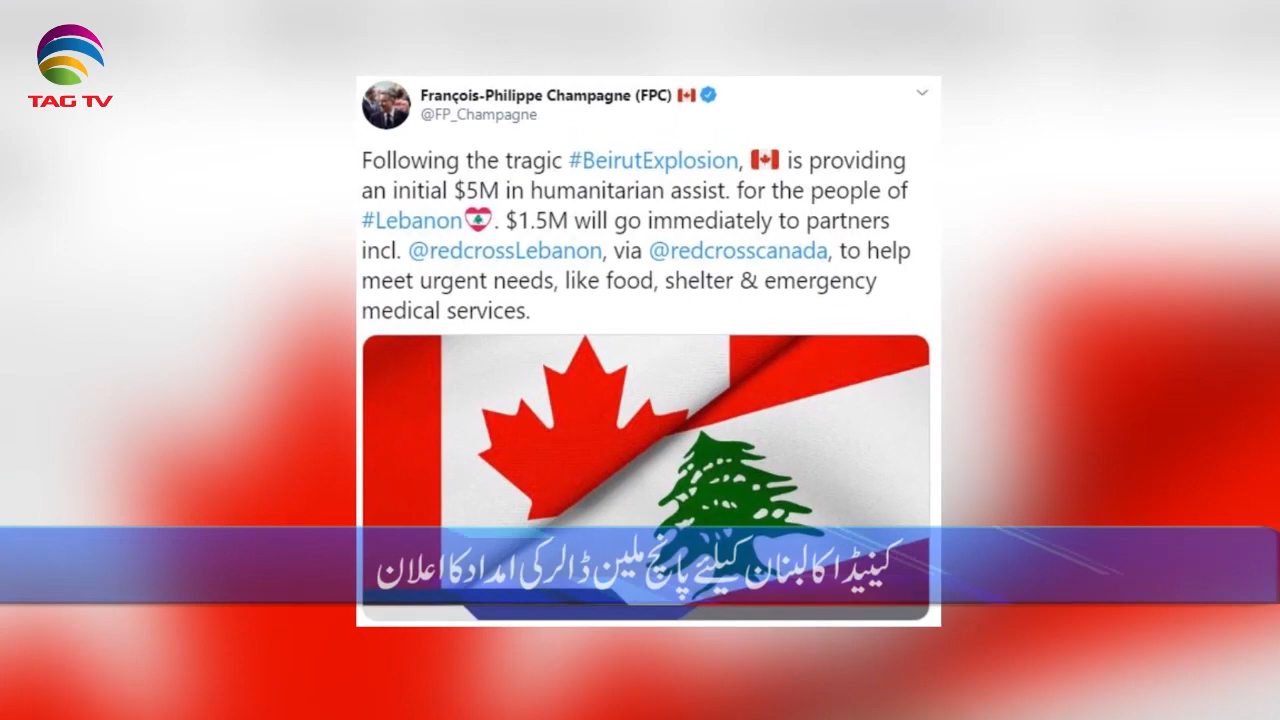 TAG TV
François-Philippe Champagne (FPC) 🇨🇦
@FP_Champagne
Following the tragic #BeirutExplosion, 🇨🇦 is providing
an initial $5M in humanitarian assist. for the people of
#Lebanon🇱🇧. $1.5M will go immediately to partners
incl. @redcrossLebanon, via @redcrosscanada, to help
meet urgent needs, like food, shelter & emergency
medical services.
کینیڈا کا لبنان کیلئے پانچ ملین ڈالر کی امداد کا اعلان